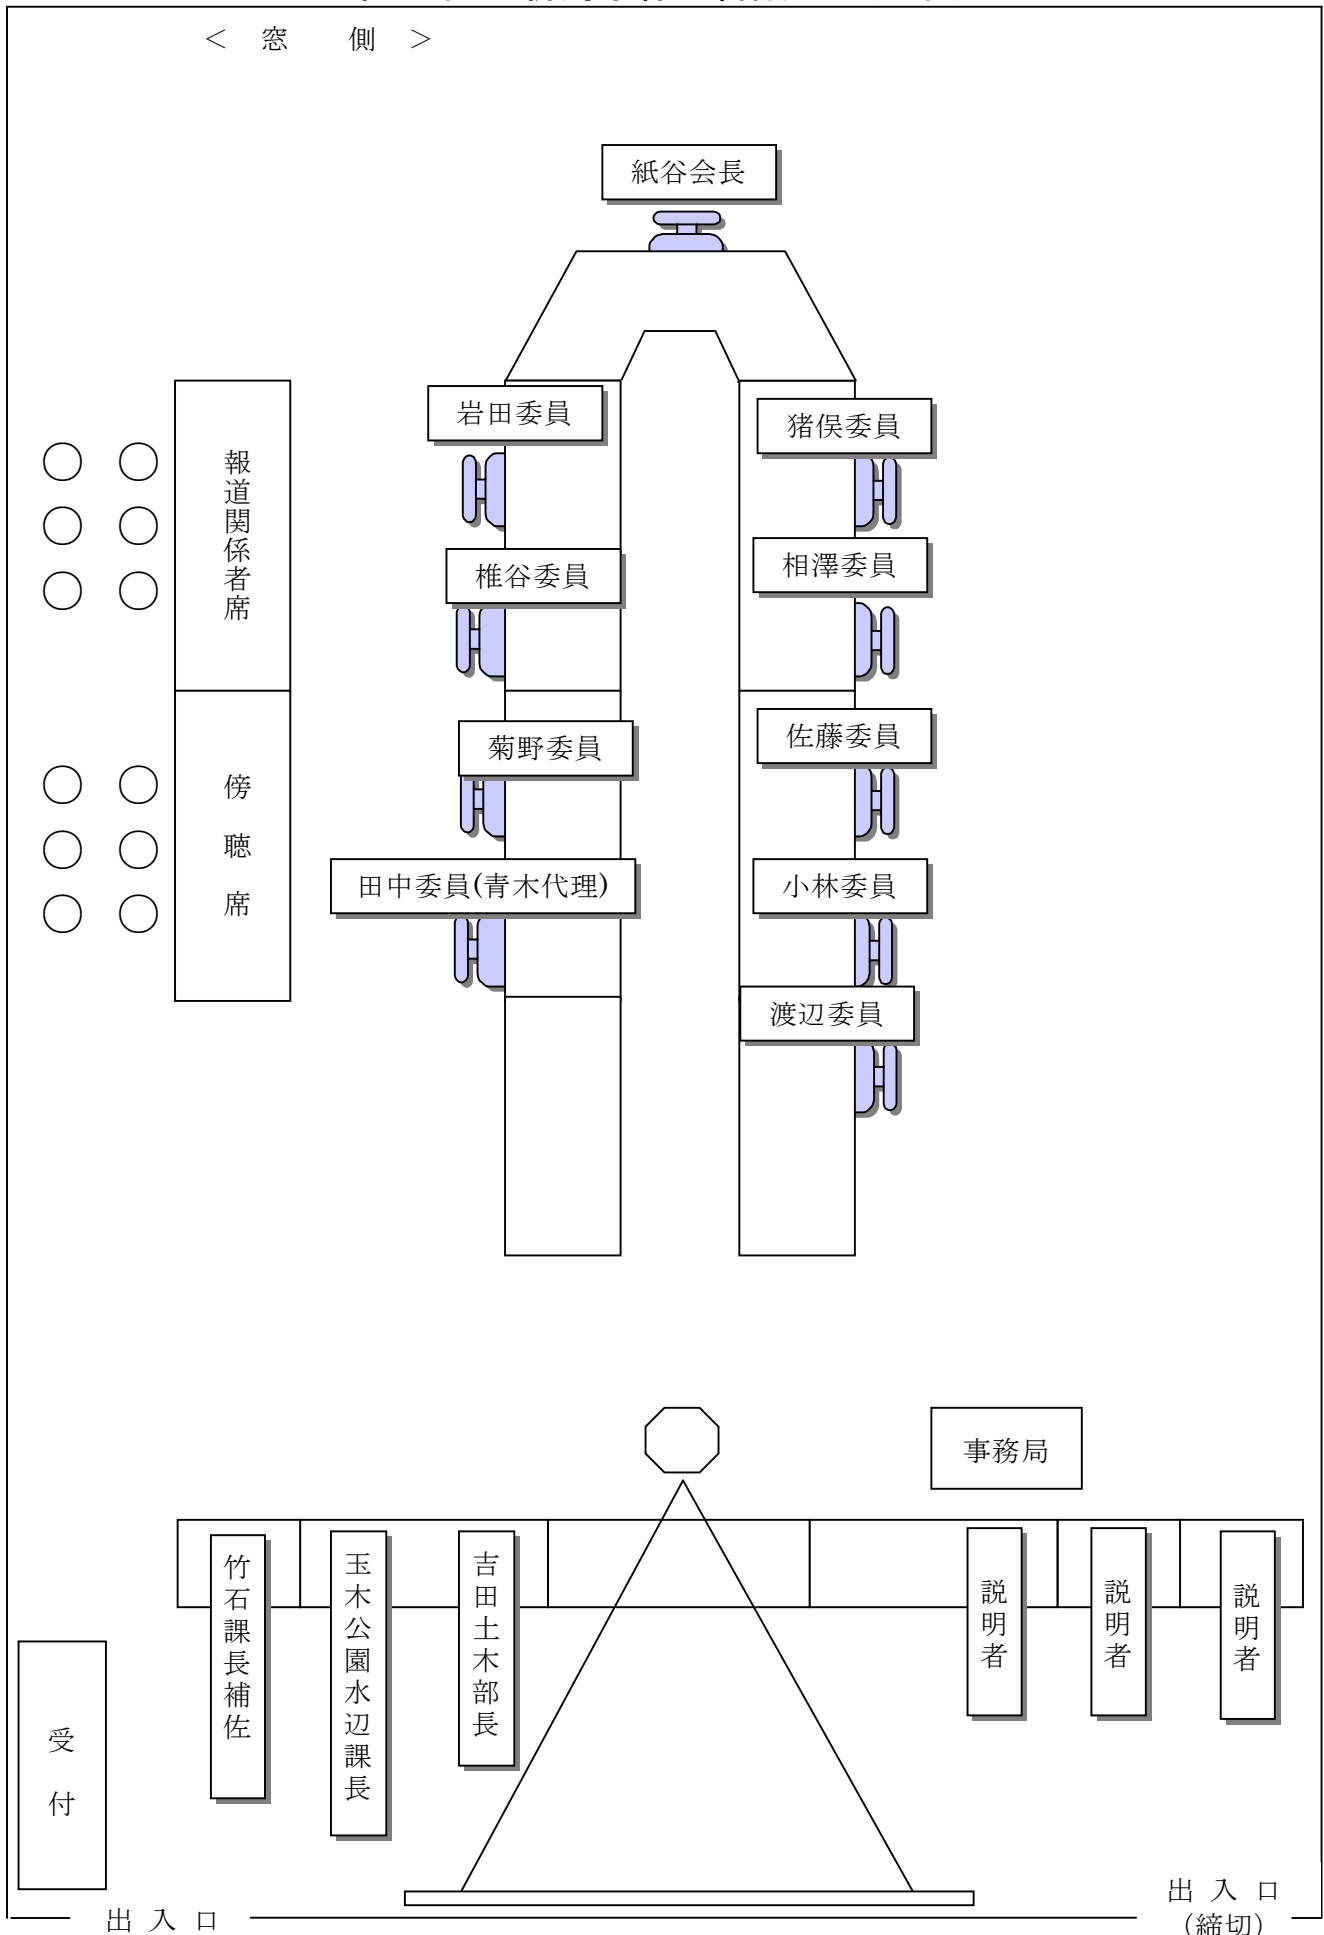 ＜ 窓 側 ＞
紙谷会長
岩田委員
猪俣委員
報道関係者席
椎谷委員
相澤委員
菊野委員
佐藤委員
傍聴席
田中委員(青木代理)
小林委員
渡辺委員
事務局
竹石課長補佐
玉木公園水辺課長
吉田土木部長
説明者
説明者
説明者
受付
出入口
出入口
（締切）